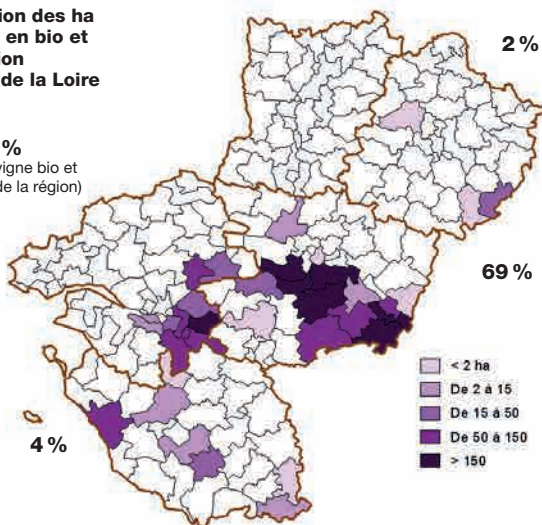 ion des ha
en bio et
ion
de la Loire
%
vigne bio et
de la région)
2 %
69 %
4 %
< 2 ha
De 2 à 15
De 15 à 50
De 50 à 150
> 150